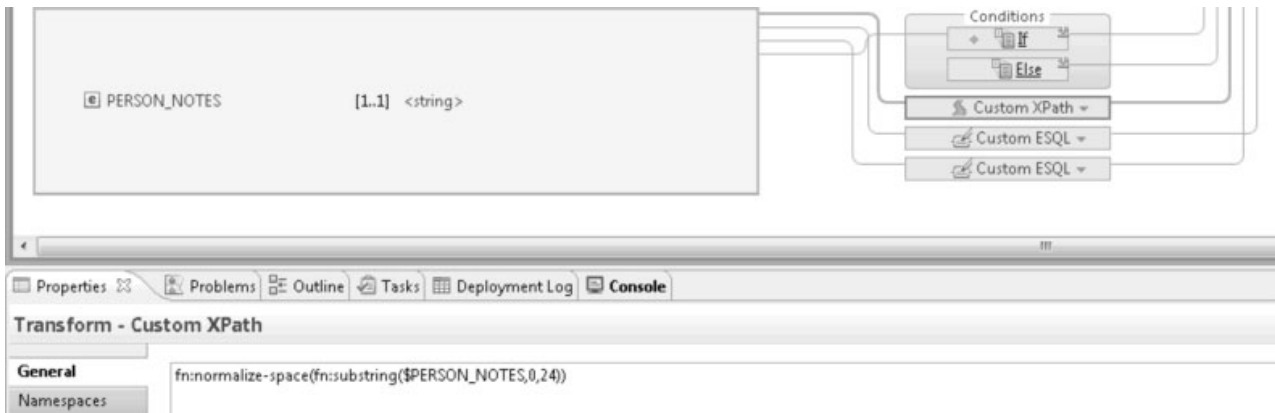 Conditions
If
Else
PERSON_NOTES [1..1] <string>
Custom XPath
Custom ESQL
Custom ESQL
Properties Problems Outline Tasks Deployment Log Console
Transform - Custom XPath
General
fn:normalize-space(fn:substring($PERSON_NOTES,0,24))
Namespaces